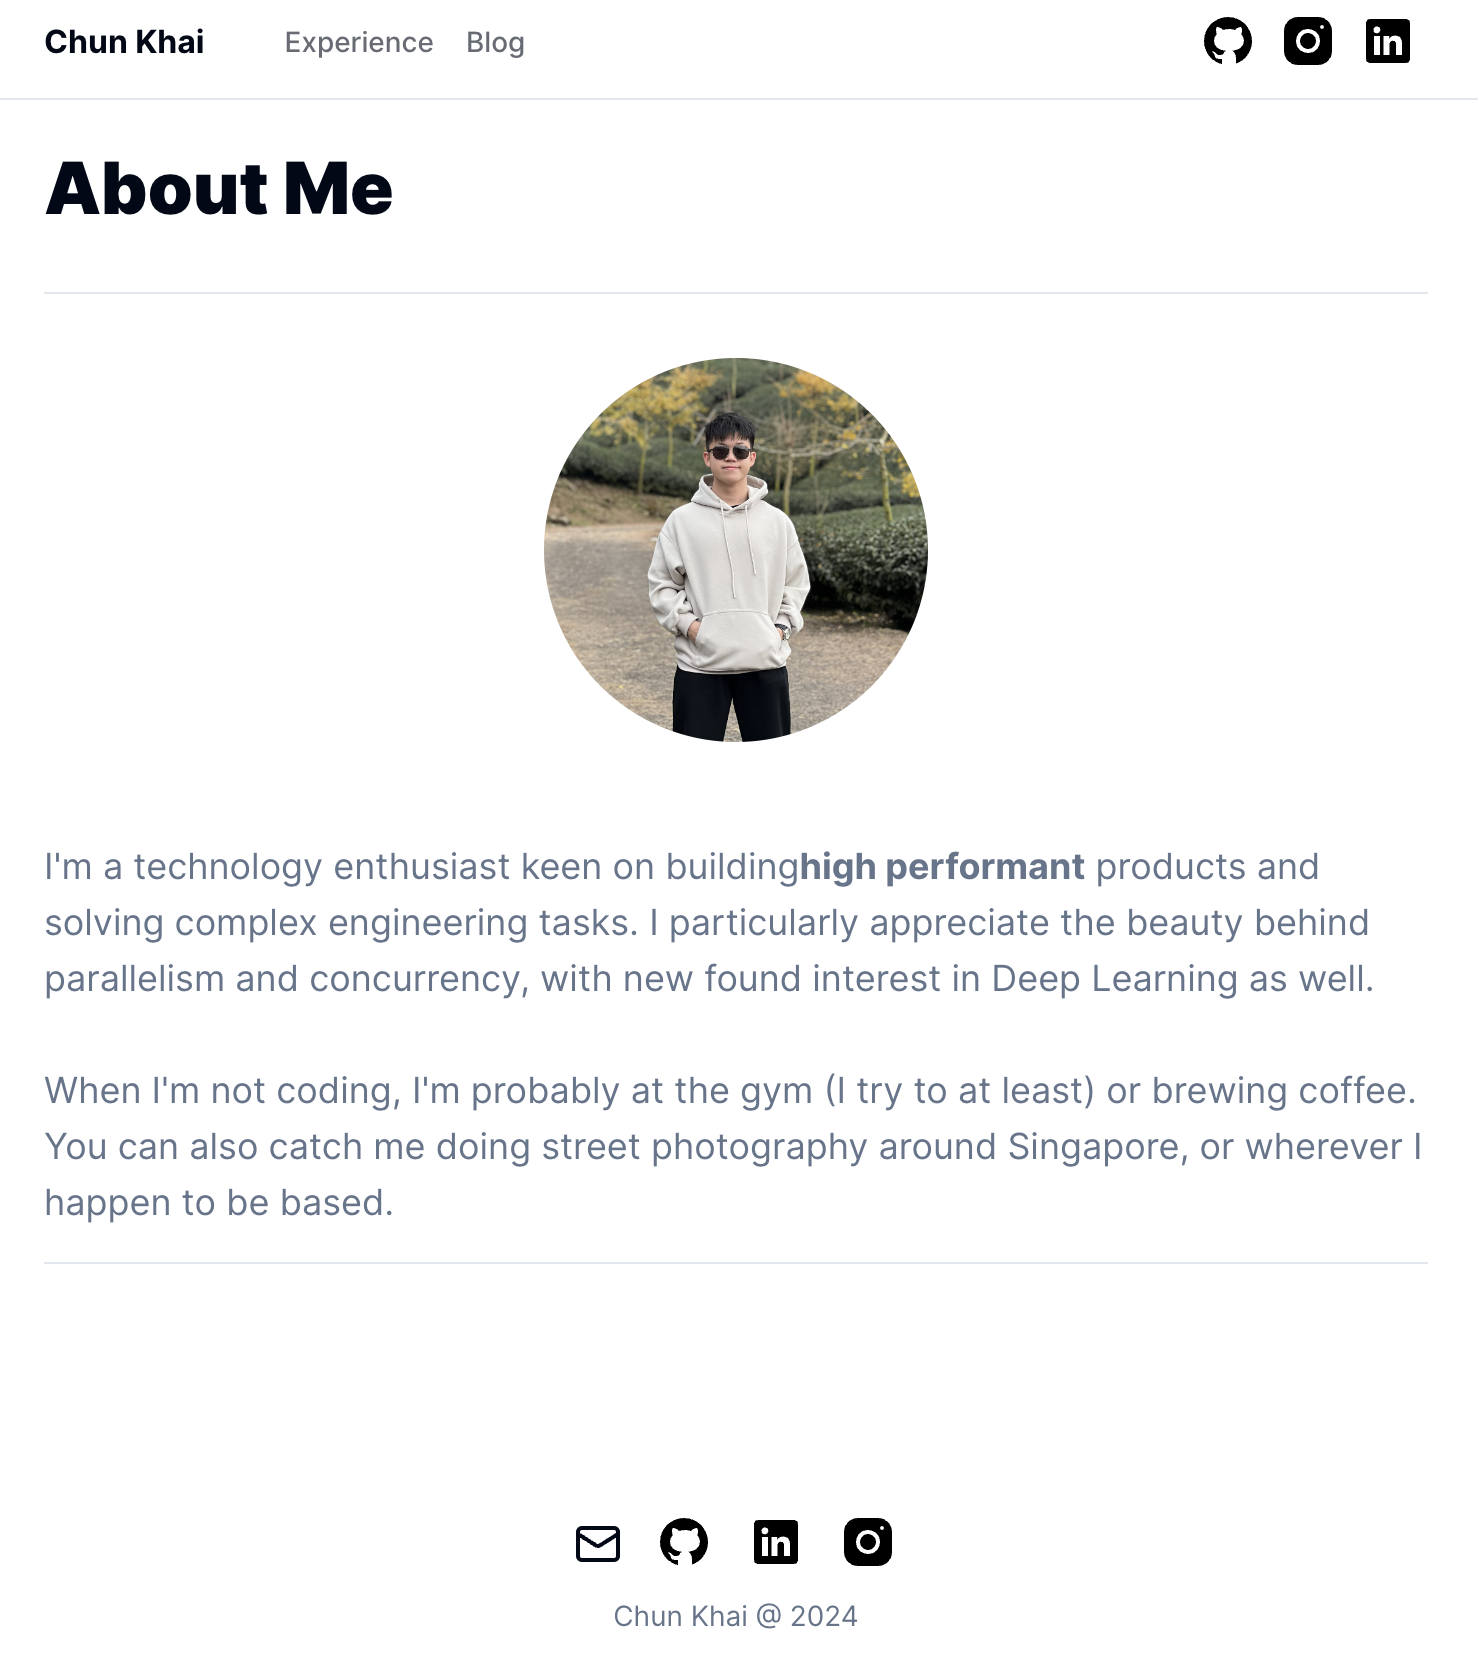 Chun Khai Experience Blog
in
About Me
I'm a technology enthusiast keen on buildinghigh performant products and
solving complex engineering tasks. I particularly appreciate the beauty behind
parallelism and concurrency, with new found interest in Deep Learning as well.
When I'm not coding, I'm probably at the gym (I try to at least) or brewing coffee.
You can also catch me doing street photography around Singapore, or wherever I
happen to be based.
in
Chun Khai @ 2024